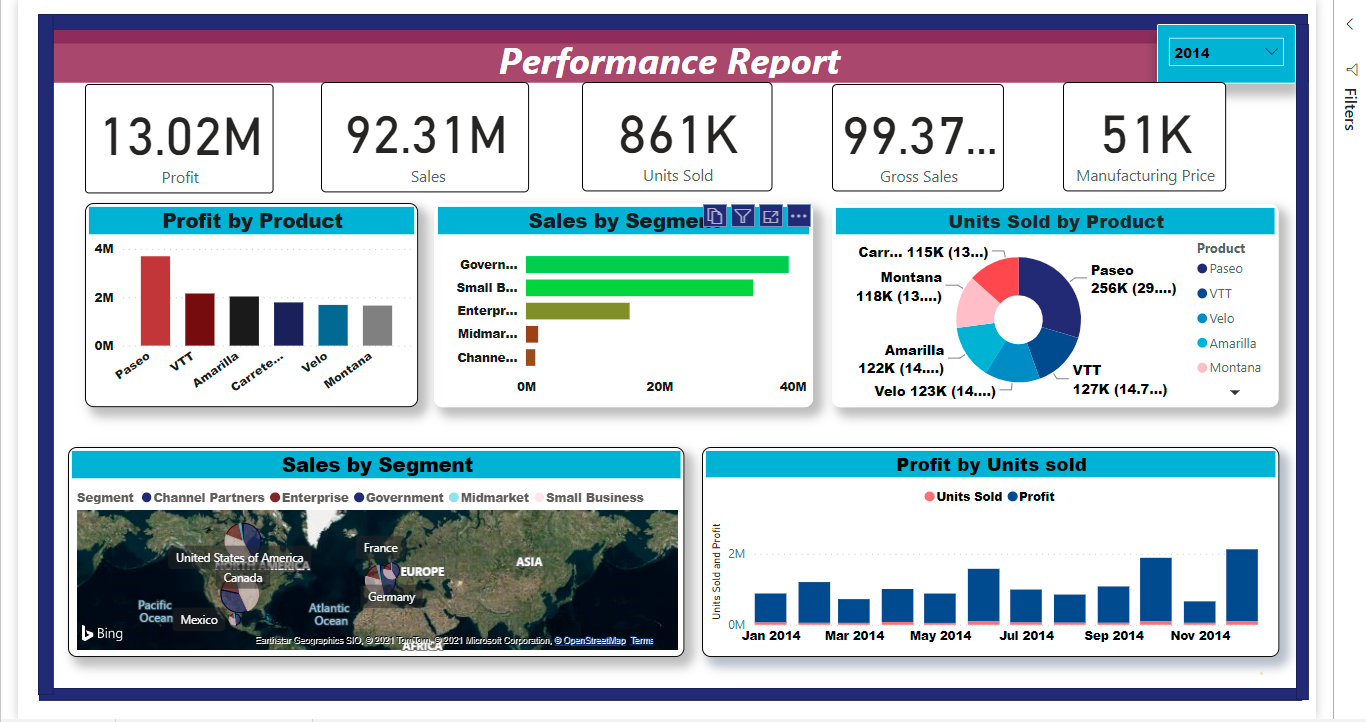 Performance Report
2014
Filters
13.02M
Profit
92.31M
Sales
861K
Units Sold
99.37...
Gross Sales
51K
Manufacturing Price
Profit by Product
4M
2M
0M
Paseo
VTT
Amarilla
Carrete...
Velo
Montana
Sales by Segme
Govern...
Small B...
Enterpr...
Midmar...
Channe...
0M
20M
40M
Units Sold by Product
Carr... 115K (13...)
Montana
118K (13....)
Amarilla
122K (14....)
Velo 123K (14....)
Paseo
256K (29....)
VTT
127K (14.7...)
Product
Paseo
VTT
Velo
Amarilla
Montana
Sales by Segment
Segment Channel Partners Enterprise Government Midmarket Small Business
United States of America
NORTH AMERICA
Canada
Mexico
Pacific
Ocean
Atlantic
Ocean
France
EUROPE
Germany
ASIA
AFRICA
Bing
Earthstar Geographics SIO, © 2021 TomTom, © 2021 Microsoft Corporation, © OpenStreetMap Terms
Profit by Units sold
Units Sold Profit
Units Sold and Profit
2M
0M
Jan 2014
Mar 2014
May 2014
Jul 2014
Sep 2014
Nov 2014